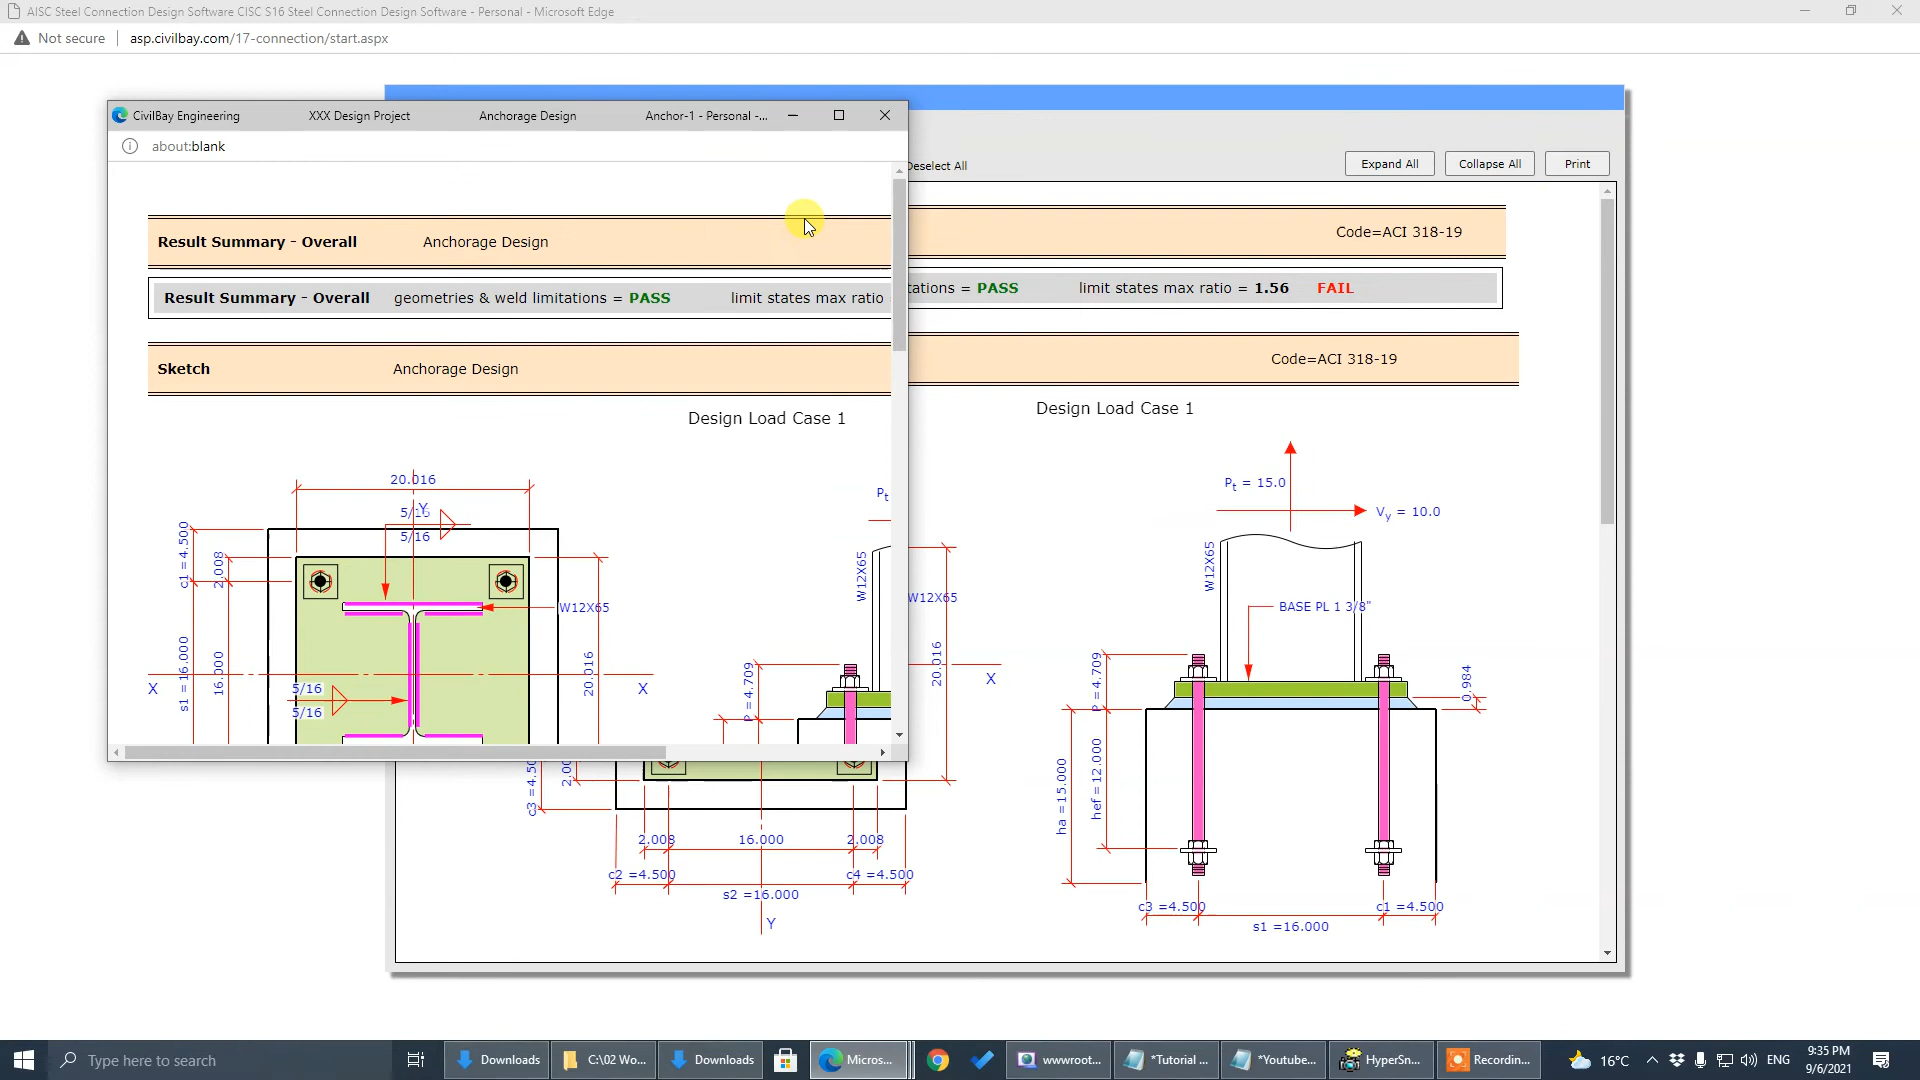 AISC Steel Connection Design Software CISC S16 Steel Connection Design Software - Personal - Microsoft Edge
Not secure asp.civilbay.com/17-connection/start.aspx
CivilBay Engineering XXX Design Project Anchorage Design Anchor-1 - Personal -...
about:blank
Deselect All Expand All Collapse All Print
Result Summary - Overall Anchorage Design
Code=ACI 318-19
Result Summary - Overall geometries & weld limitations = PASS limit states max ratio
tations = PASS limit states max ratio = 1.56 FAIL
Sketch Anchorage Design
Code=ACI 318-19
Design Load Case 1
Design Load Case 1
20.016
Y
5/16
5/16
c1 =4.500
2.008
W12X65
s1 =16.000
16.000
20.016
X
X
5/16
5/16
Pt
W12X65
P =4.709
W12X65
20.016
X
c3 =4.50
2.00
2.008 16.000 2.008
c2 =4.500 c4 =4.500
s2 =16.000
Y
Pt = 15.0
Vy = 10.0
W12X65
BASE PL 1 3/8"
P =4.709
0.984
ha =15.000
hef =12.000
c3 =4.500 c1 =4.500
s1 =16.000
Type here to search
Downloads
C:\02 Wo...
Downloads
Micros...
wwwroot...
*Tutorial ...
*Youtube...
HyperSn...
Recordin...
16°C
ENG
9:35 PM
9/6/2021